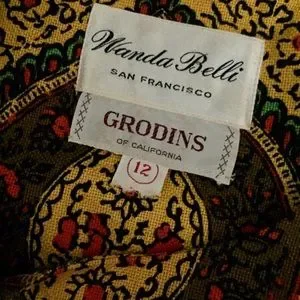 Wanda Belli
SAN FRANCISCO
GRODINS
OF CALIFORNIA
12